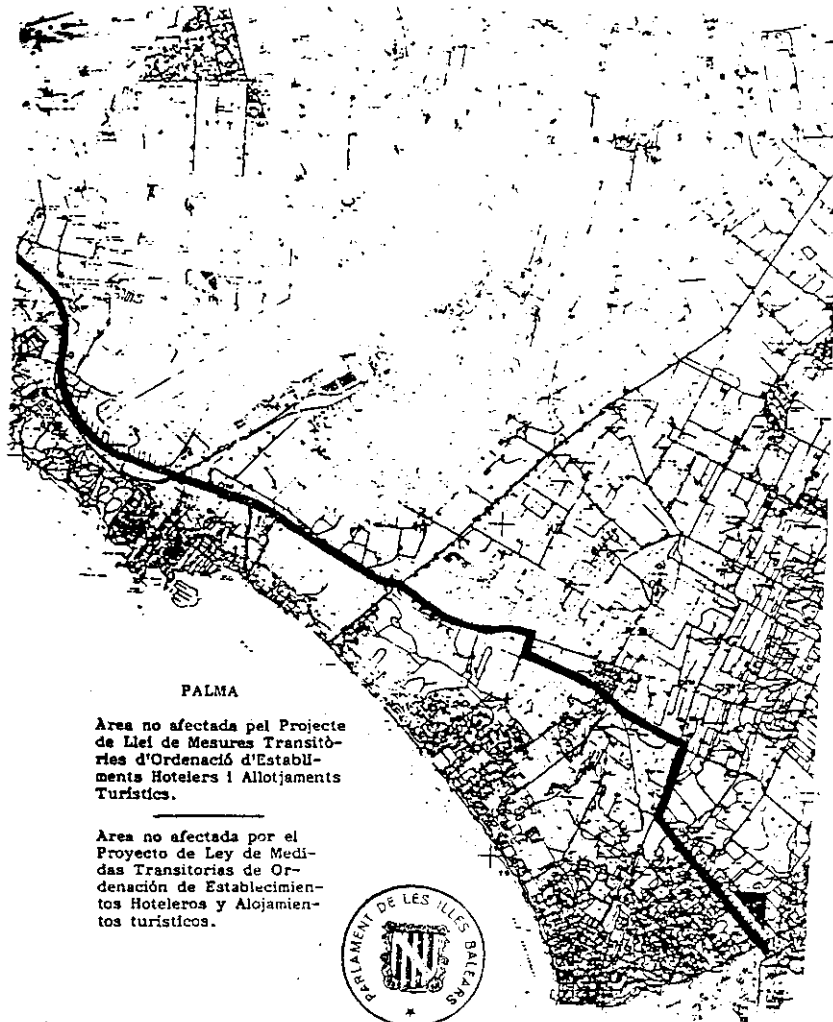 PALMA
Àrea no afectada pel Projecte
de Llei de Mesures Transitò-
ries d'Ordenació d'Establi-
ments Hotelers i Allotjaments
Turístics.
Area no afectada por el
Proyecto de Ley de Medi-
das Transitorias de Or-
denación de Establecimien-
tos Hoteleros y Alojamien-
tos turísticos.
PARLAMENT DE LES ILLES BALEARS